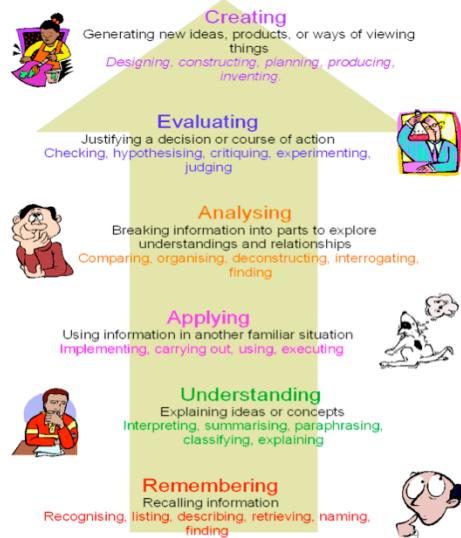 Creating
Generating new ideas, products, or ways of viewing
things
Designing, constructing, planning, producing,
inventing.
Evaluating
Justifying a decision or course of action
Checking, hypothesising, critiquing, experimenting,
judging
Analysing
Breaking information into parts to explore
understandings and relationships
Comparing, organising, deconstructing, interrogating,
finding
Applying
Using information in another familiar situation
Implementing, carrying out, using, executing
Understanding
Explaining ideas or concepts
Interpreting, summarising, paraphrasing,
classifying, explaining
Remembering
Recalling information
Recognising, listing, describing, retrieving, naming,
finding